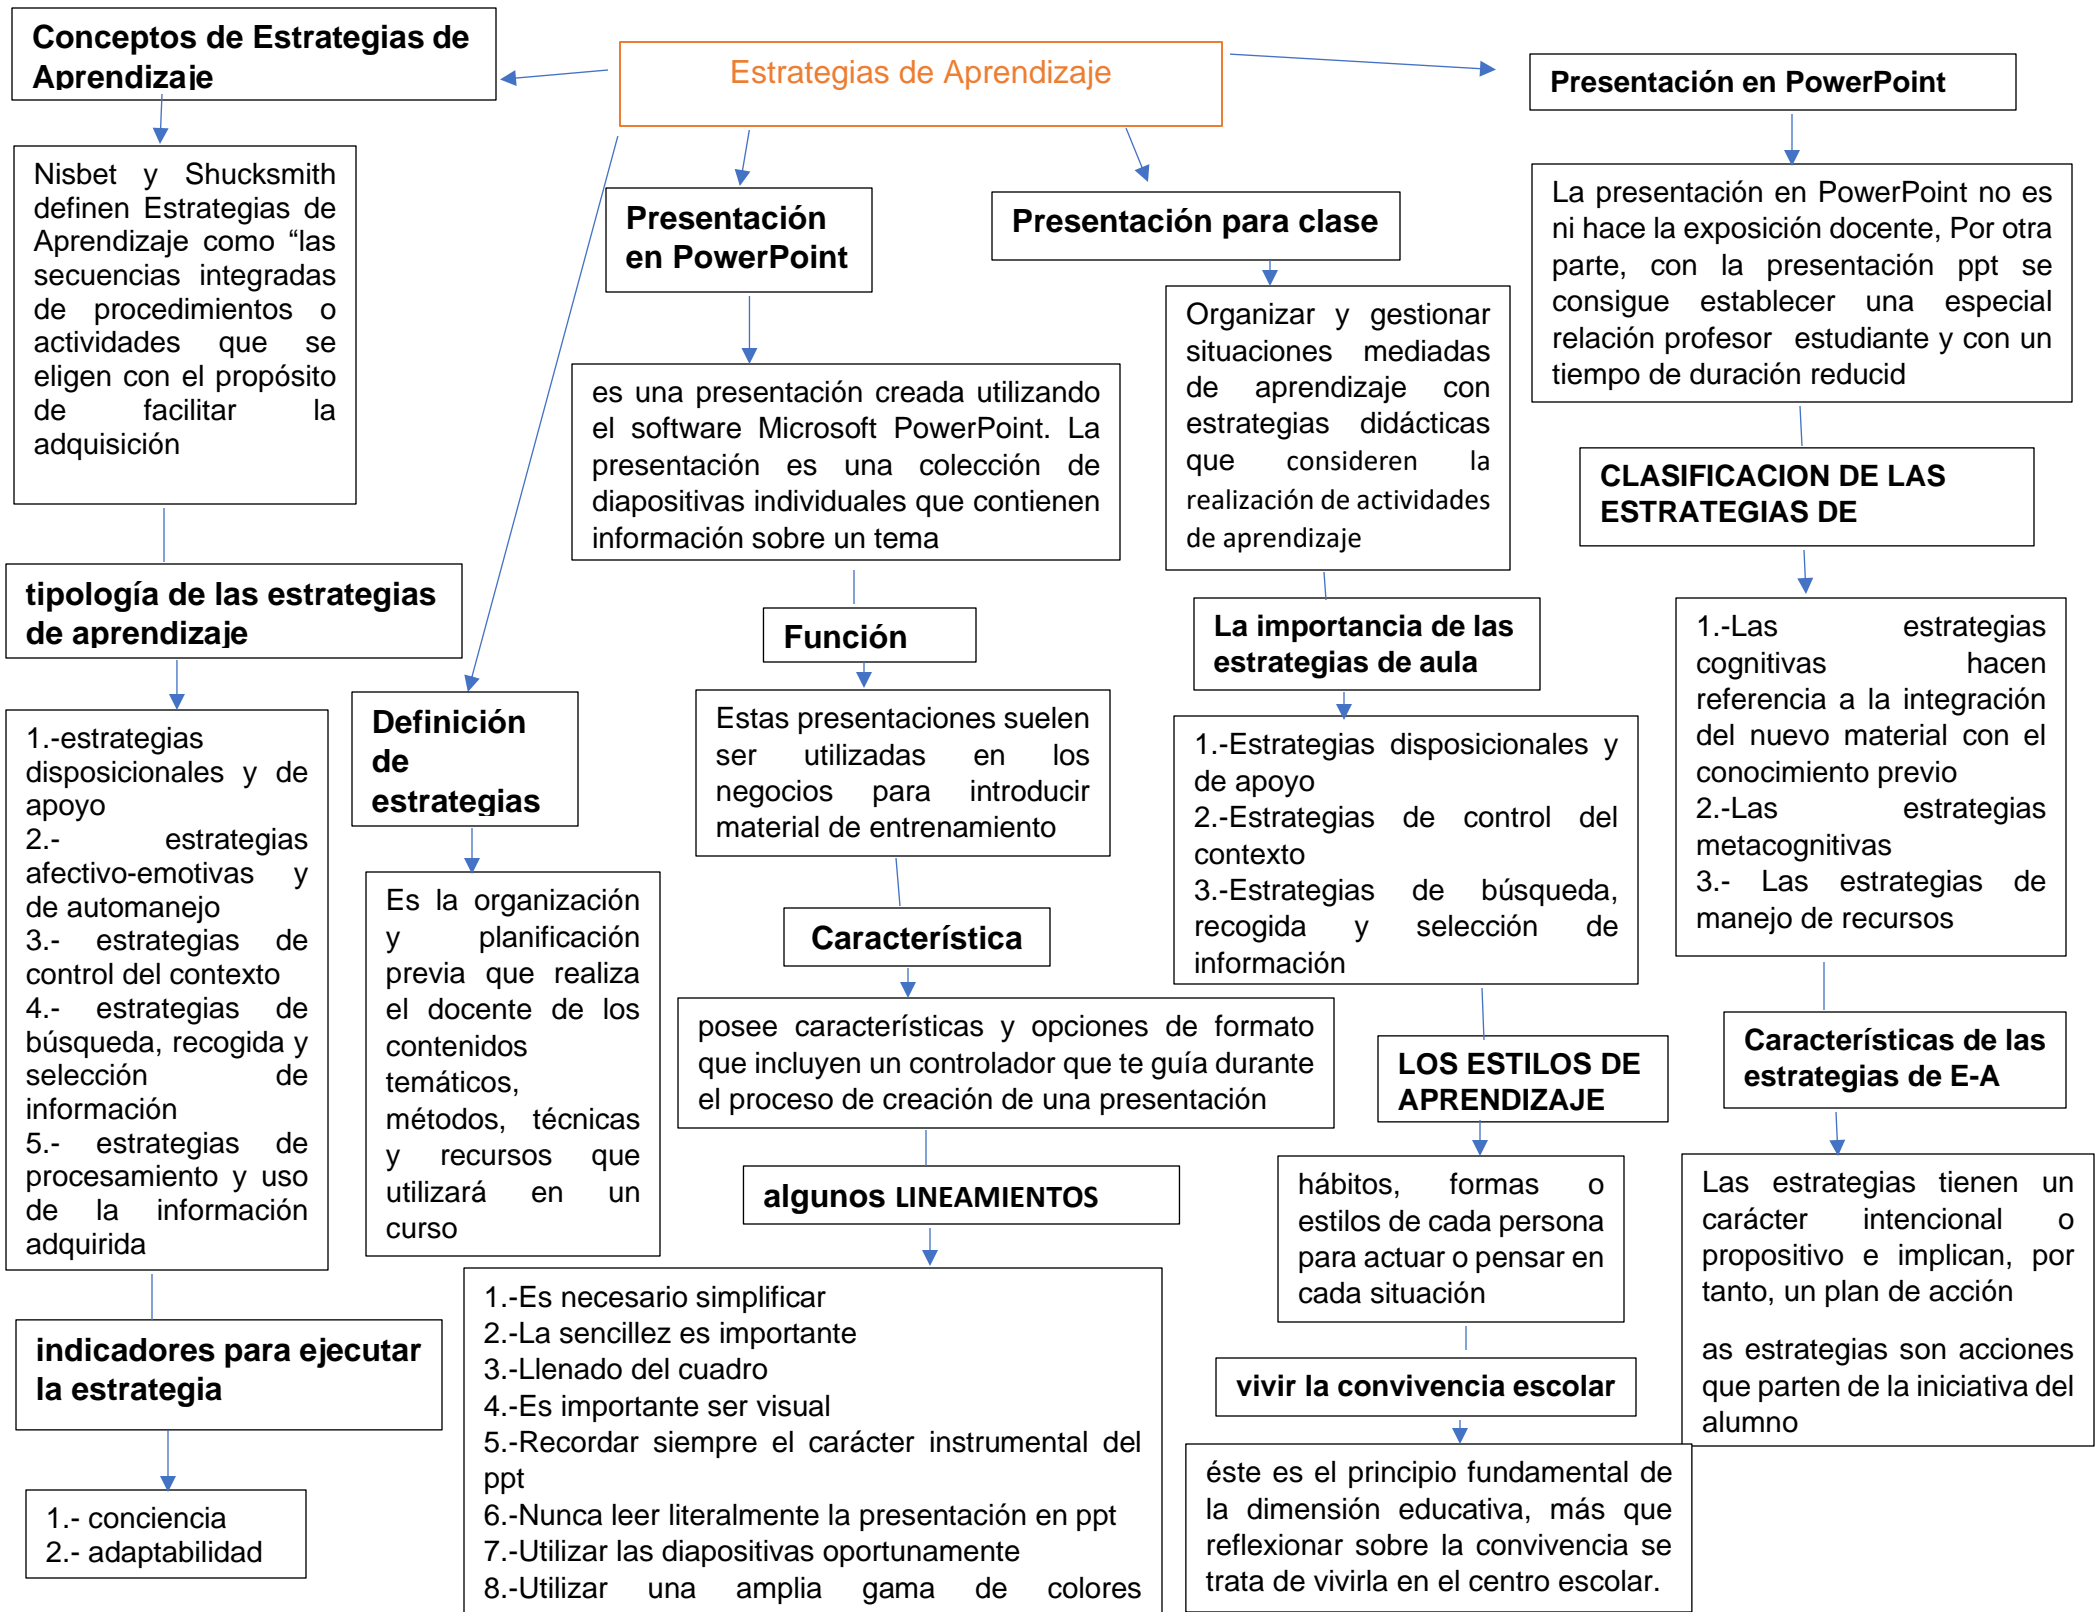 Conceptos de Estrategias de
Aprendizaje
Estrategias de Aprendizaje
Presentación en PowerPoint
Nisbet y Shucksmith
definen Estrategias de
Aprendizaje como “las
secuencias integradas
de procedimientos o
actividades que se
eligen con el propósito
de facilitar la
adquisición
tipología de las estrategias
de aprendizaje
1.-estrategias
disposicionales y de
apoyo
2.- estrategias
afectivo-emotivas y
de automanejo
3.- estrategias de
control del contexto
4.- estrategias de
búsqueda, recogida y
selección de
información
5.- estrategias de
procesamiento y uso
de la información
adquirida
indicadores para ejecutar
la estrategia
1.- conciencia
2.- adaptabilidad
Definición
de
estrategias
Es la organización
y planificación
previa que realiza
el docente de los
contenidos
temáticos,
métodos, técnicas
y recursos que
utilizará en un
curso
Presentación
en PowerPoint
es una presentación creada utilizando
el software Microsoft PowerPoint. La
presentación es una colección de
diapositivas individuales que contienen
información sobre un tema
Función
Estas presentaciones suelen
ser utilizadas en los
negocios para introducir
material de entrenamiento
Característica
posee características y opciones de formato
que incluyen un controlador que te guía durante
el proceso de creación de una presentación
algunos LINEAMIENTOS
1.-Es necesario simplificar
2.-La sencillez es importante
3.-Llenado del cuadro
4.-Es importante ser visual
5.-Recordar siempre el carácter instrumental del
ppt
6.-Nunca leer literalmente la presentación en ppt
7.-Utilizar las diapositivas oportunamente
8.-Utilizar una amplia gama de colores
Presentación para clase
Organizar y gestionar
situaciones mediadas
de aprendizaje con
estrategias didácticas
que consideren la
realización de actividades
de aprendizaje
La importancia de las
estrategias de aula
1.-Estrategias disposicionales y
de apoyo
2.-Estrategias de control del
contexto
3.-Estrategias de búsqueda,
recogida y selección de
información
LOS ESTILOS DE
APRENDIZAJE
hábitos, formas o
estilos de cada persona
para actuar o pensar en
cada situación
vivir la convivencia escolar
éste es el principio fundamental de
la dimensión educativa, más que
reflexionar sobre la convivencia se
trata de vivirla en el centro escolar.
La presentación en PowerPoint no es
ni hace la exposición docente, Por otra
parte, con la presentación ppt se
consigue establecer una especial
relación profesor estudiante y con un
tiempo de duración reducid
CLASIFICACION DE LAS
ESTRATEGIAS DE
1.-Las estrategias
cognitivas hacen
referencia a la integración
del nuevo material con el
conocimiento previo
2.-Las estrategias
metacognitivas
3.- Las estrategias de
manejo de recursos
Características de las
estrategias de E-A
Las estrategias tienen un
carácter intencional o
propositivo e implican, por
tanto, un plan de acción
as estrategias son acciones
que parten de la iniciativa del
alumno